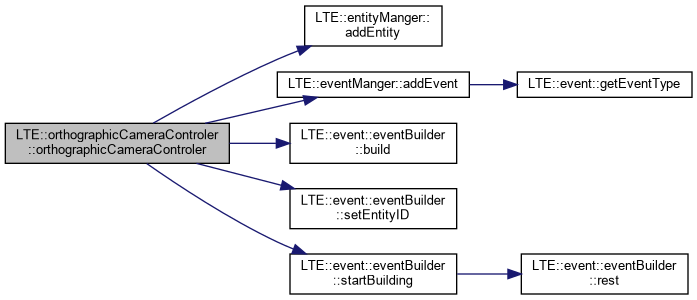 LTE::entityManger::
addEntity
LTE::eventManger::addEvent
LTE::event::getEventType
LTE::orthographicCameraControler
::orthographicCameraControler
LTE::event::eventBuilder
::build
LTE::event::eventBuilder
::setEntityID
LTE::event::eventBuilder
::startBuilding
LTE::event::eventBuilder
::rest